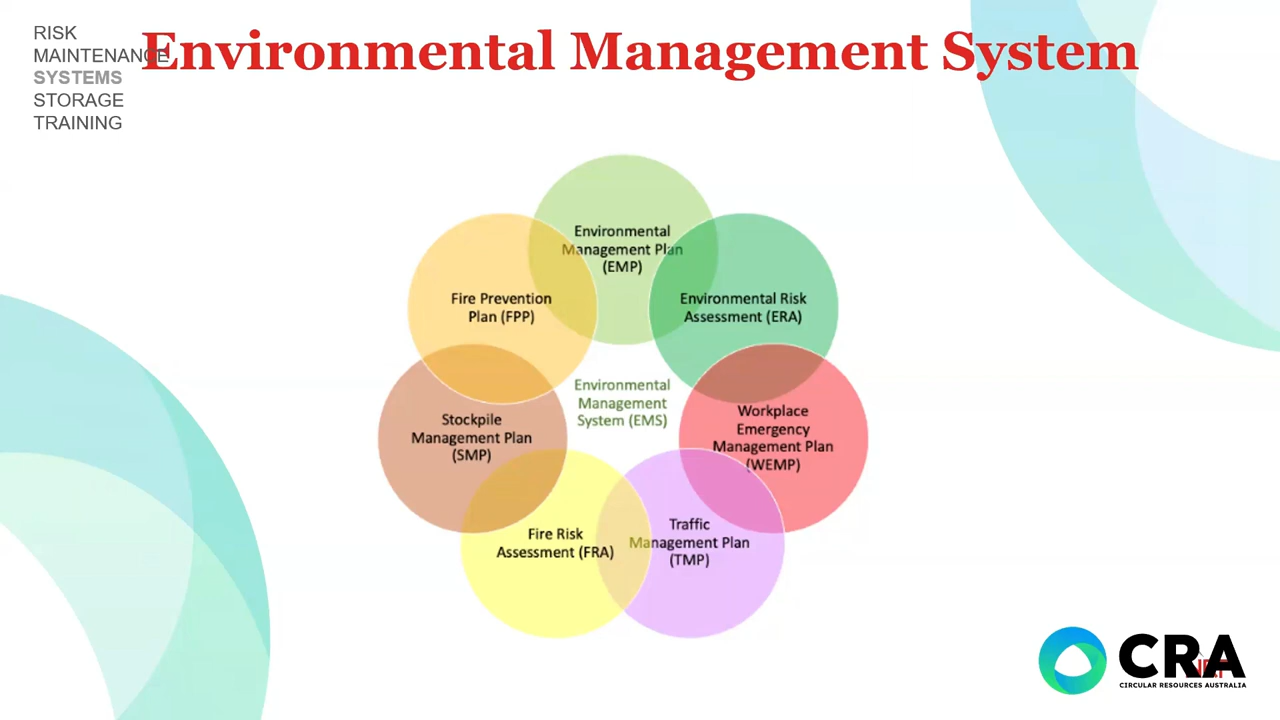 RISK
MAINTENANCE
SYSTEMS
STORAGE
TRAINING
Environmental Management System
Environmental
Management Plan
(EMP)
Environmental Risk
Assessment (ERA)
Workplace
Emergency
Management Plan
(WEMP)
Traffic
Management Plan
(TMP)
Fire Risk
Assessment (FRA)
Stockpile
Management Plan
(SMP)
Fire Prevention
Plan (FPP)
Environmental
Management
System (EMS)
CRA
CIRCULAR RESOURCES AUSTRALIA